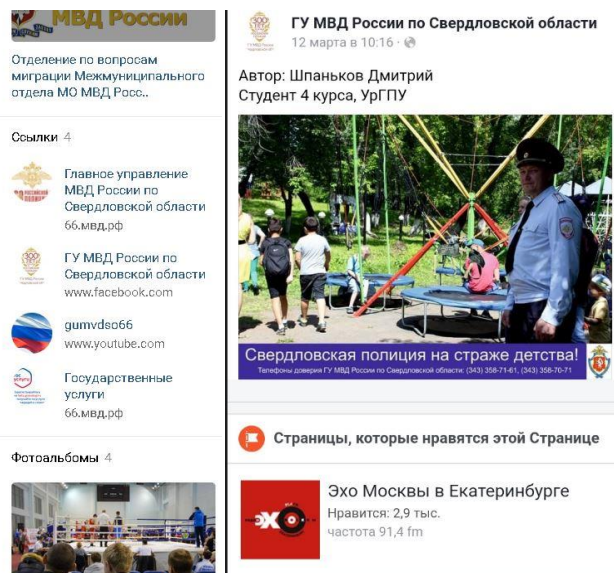 МВД России
Отделение по вопросам
миграции Межмуниципального
отдела МО МВД Росс..
Ссылки 4
Главное управление
МВД России по
Свердловской области
66.мвд.рф
ГУ МВД России по
Свердловской области
www.facebook.com
gumvdso66
www.youtube.com
Государственные
услуги
66.мвд.рф
Фотоальбомы 4
ГУ МВД России по Свердловской области
12 марта в 10:16 ·
Автор: Шпаньков Дмитрий
Студент 4 курса, УрГПУ
Свердловская полиция на страже детства!
Телефоны доверия ГУ МВД России по Свердловской области: (343) 358-71-61, (343) 358-70-71
Страницы, которые нравятся этой Странице
ЭХО
Эхо Москвы в Екатеринбурге
Нравится: 2,9 тыс.
частота 91,4 fm